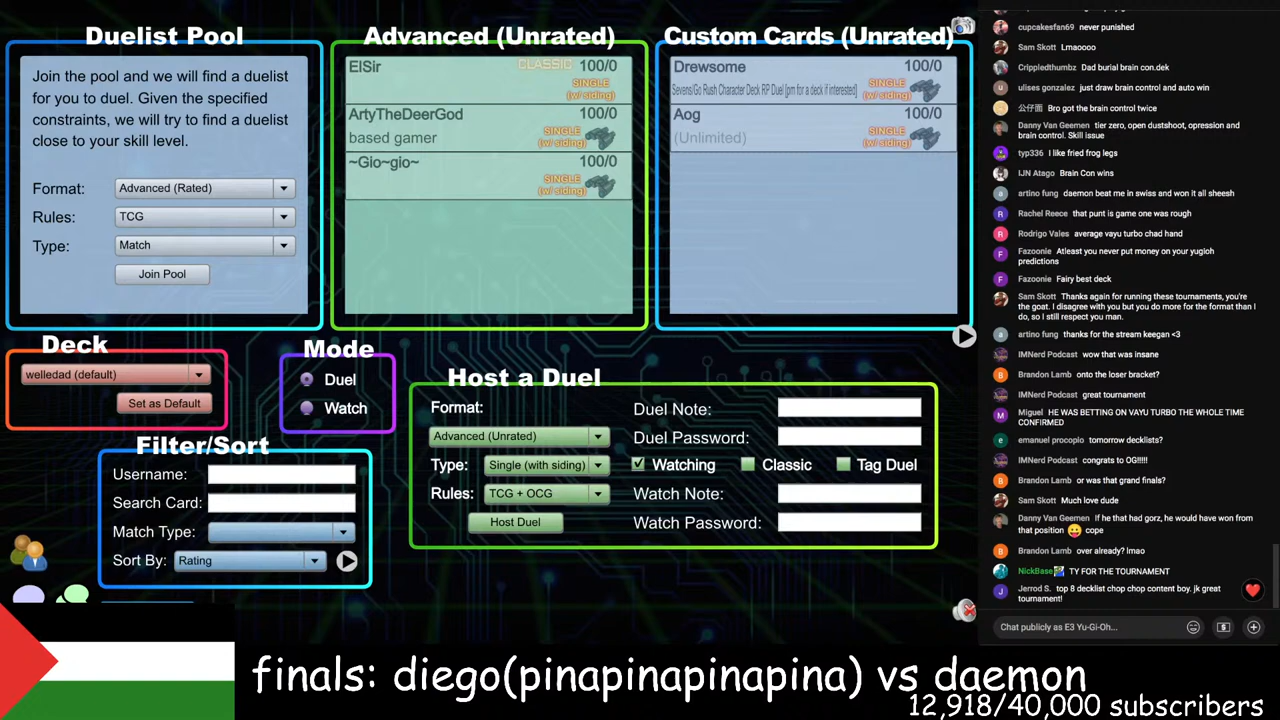 Duelist Pool
Join the pool and we will find a duelist
for you to duel. Given the specified
constraints, we will try to find a duelist
close to your skill level.
Format: Advanced (Rated)
Rules: TCG
Type: Match
Join Pool
Advanced (Unrated)
ElSir CLASSIC 100/0
SINGLE
(w/ siding)
ArtyTheDeerGod 100/0
based gamer SINGLE
(w/ siding)
~Gio~gio~ 100/0
SINGLE
(w/ siding)
Custom Cards (Unrated)
Drewsome 100/0
Sevens/Go Rush Character Deck RP Duel [pm for a deck if interested] SINGLE
(w/ siding)
Aog 100/0
(Unlimited) SINGLE
(w/ siding)
Deck
welledad (default)
Set as Default
Mode
Duel
Watch
Filter/Sort
Username:
Search Card:
Match Type:
Sort By: Rating
Host a Duel
Format:
Advanced (Unrated)
Type: Single (with siding)
Rules: TCG + OCG
Host Duel
Duel Note:
Duel Password:
Watching Classic Tag Duel
Watch Note:
Watch Password:
cupcakesfan69 never punished
Sam Skott Lmaoooo
Crippledthumbz Dad burial brain con.dek
ulises gonzalez just draw brain control and auto win
公仔面 Bro got the brain control twice
Danny Van Geemen tier zero, open dustshoot, opression and
brain control. Skill issue
typ336 I like fried frog legs
IJN Atago Brain Con wins
artino fung daemon beat me in swiss and won it all sheesh
Rachel Reece that punt is game one was rough
Rodrigo Vales average vayu turbo chad hand
Fazoonie Atleast you never put money on your yugioh
predictions
Fazoonie Fairy best deck
Sam Skott Thanks again for running these tournaments, you're
the goat. I disagree with you but you do more for the format than I
do, so I still respect you man.
artino fung thanks for the stream keegan <3
IMNerd Podcast wow that was insane
Brandon Lamb onto the loser bracket?
IMNerd Podcast great tournament
Miguel HE WAS BETTING ON VAYU TURBO THE WHOLE TIME
CONFIRMED
emanuel procopio tomorrow decklists?
IMNerd Podcast congrats to OG!!!!!
Brandon Lamb or was that grand finals?
Sam Skott Much love dude
Danny Van Geemen If he that had gorz, he would have won from
that position 😝 cope
Brandon Lamb over already? lmao
NickBase TY FOR THE TOURNAMENT
Jerrod S. top 8 decklist chop chop content boy. jk great
tournament!
Chat publicly as E3 Yu-Gi-Oh...
finals: diego(pinapinapinapina) vs daemon
12,918/40,000 subscribers